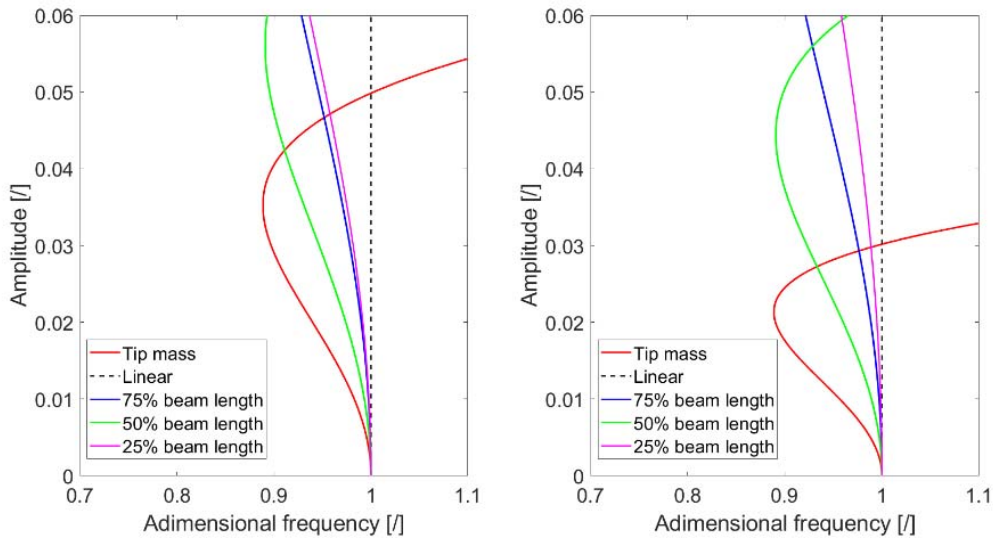 0.06
0.05
0.04
0.03
0.02
0.01
0
Amplitude [/]
Tip mass
Linear
75% beam length
50% beam length
25% beam length
0.7 0.8 0.9 1 1.1
Adimensional frequency [/]
0.06
0.05
0.04
0.03
0.02
0.01
0
Amplitude [/]
Tip mass
Linear
75% beam length
50% beam length
25% beam length
0.7 0.8 0.9 1 1.1
Adimensional frequency [/]